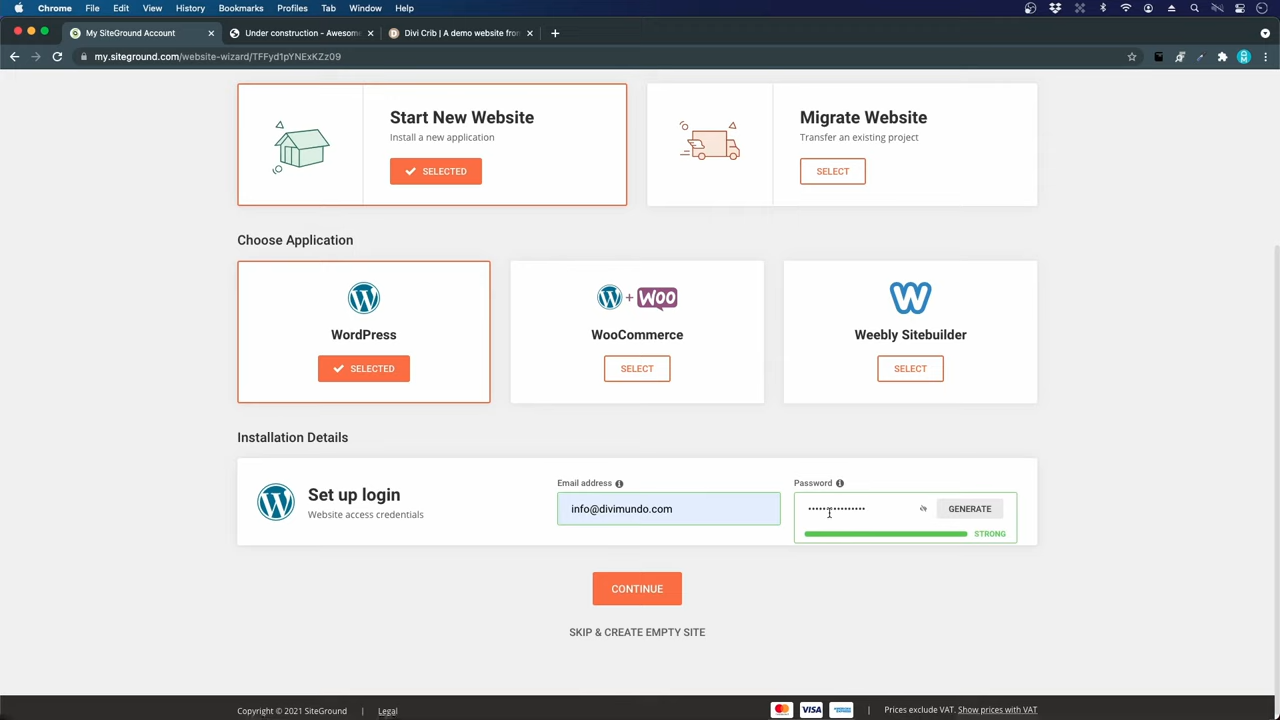 Chrome File Edit View History Bookmarks Profiles Tab Window Help
My SiteGround Account
Under construction - Awesome
Divi Crib | A demo website from
my.siteground.com/website-wizard/TFFyd1pYNExKZz09
Start New Website
Install a new application
SELECTED
Migrate Website
Transfer an existing project
SELECT
Choose Application
WordPress
SELECTED
+ WOO
WooCommerce
SELECT
Weebly Sitebuilder
SELECT
Installation Details
Set up login
Website access credentials
Email address
info@divimundo.com
Password
GENERATE
STRONG
CONTINUE
SKIP & CREATE EMPTY SITE
Copyright © 2021 SiteGround | Legal
VISA
| Prices exclude VAT. Show prices with VAT